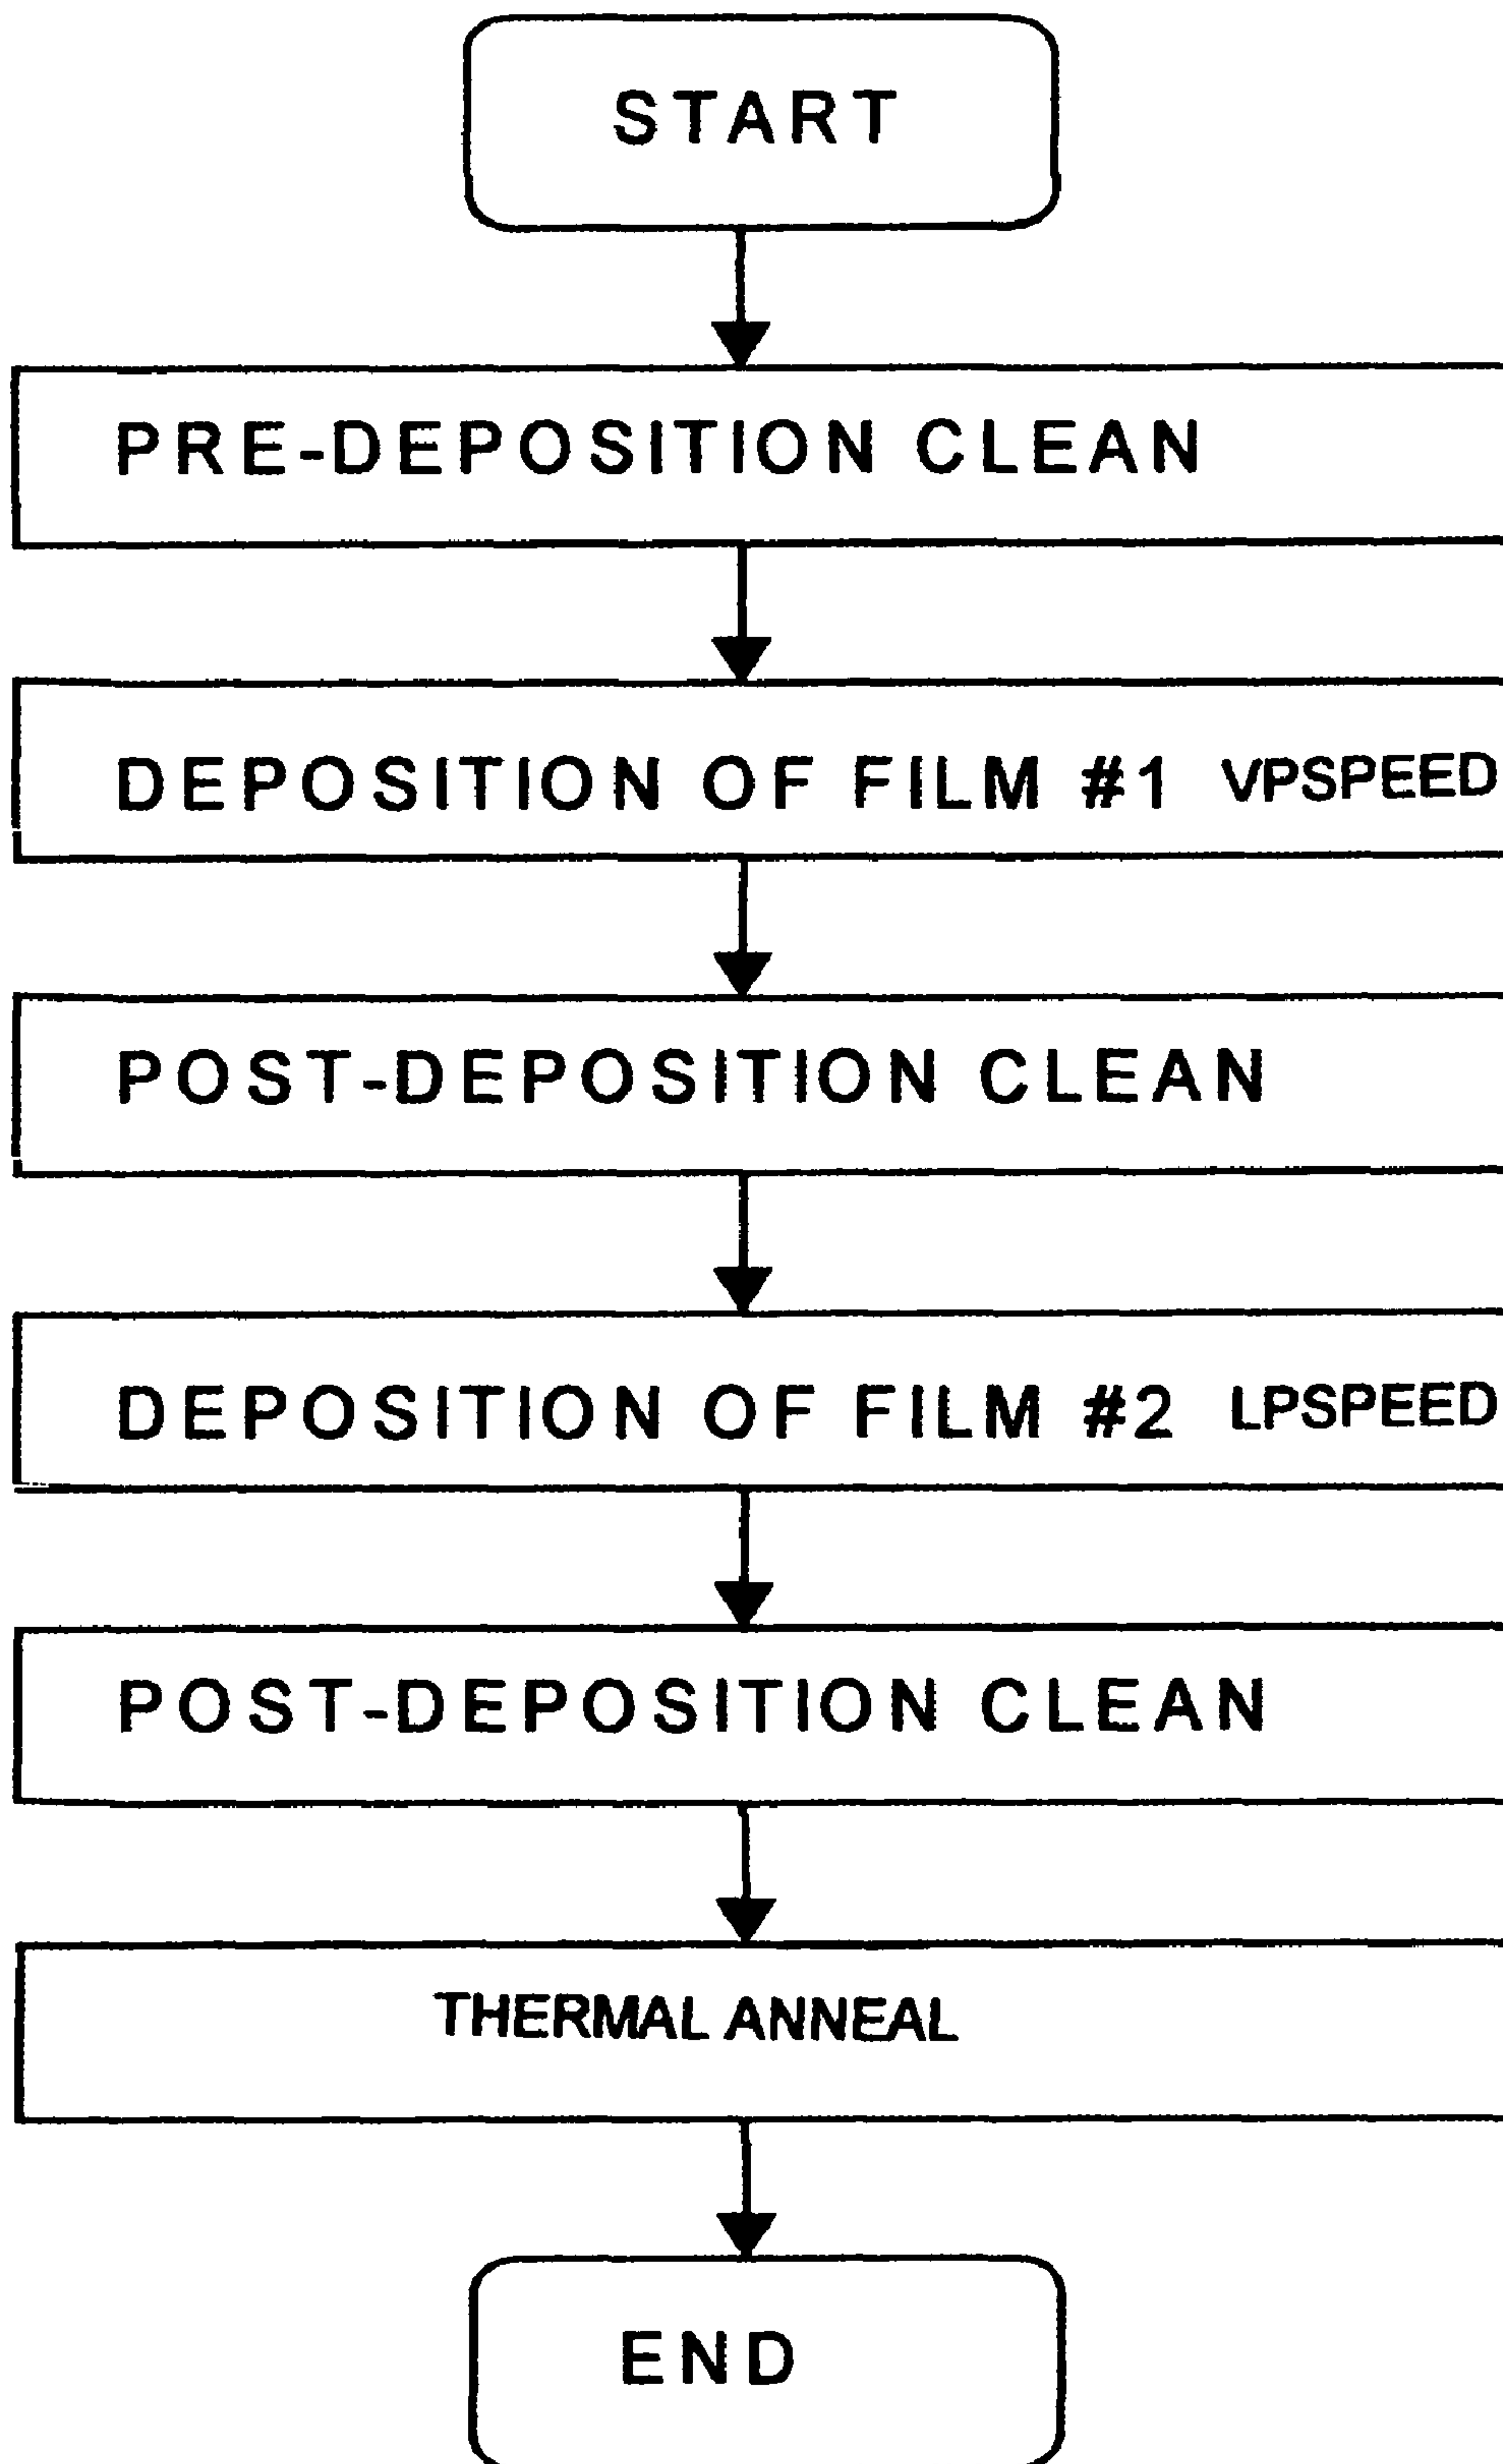 START
PRE-DEPOSITION CLEAN
DEPOSITION OF FILM #1 VPSPEED
POST-DEPOSITION CLEAN
DEPOSITION OF FILM #2 LPSPEED
POST-DEPOSITION CLEAN
THERMAL ANNEAL
END